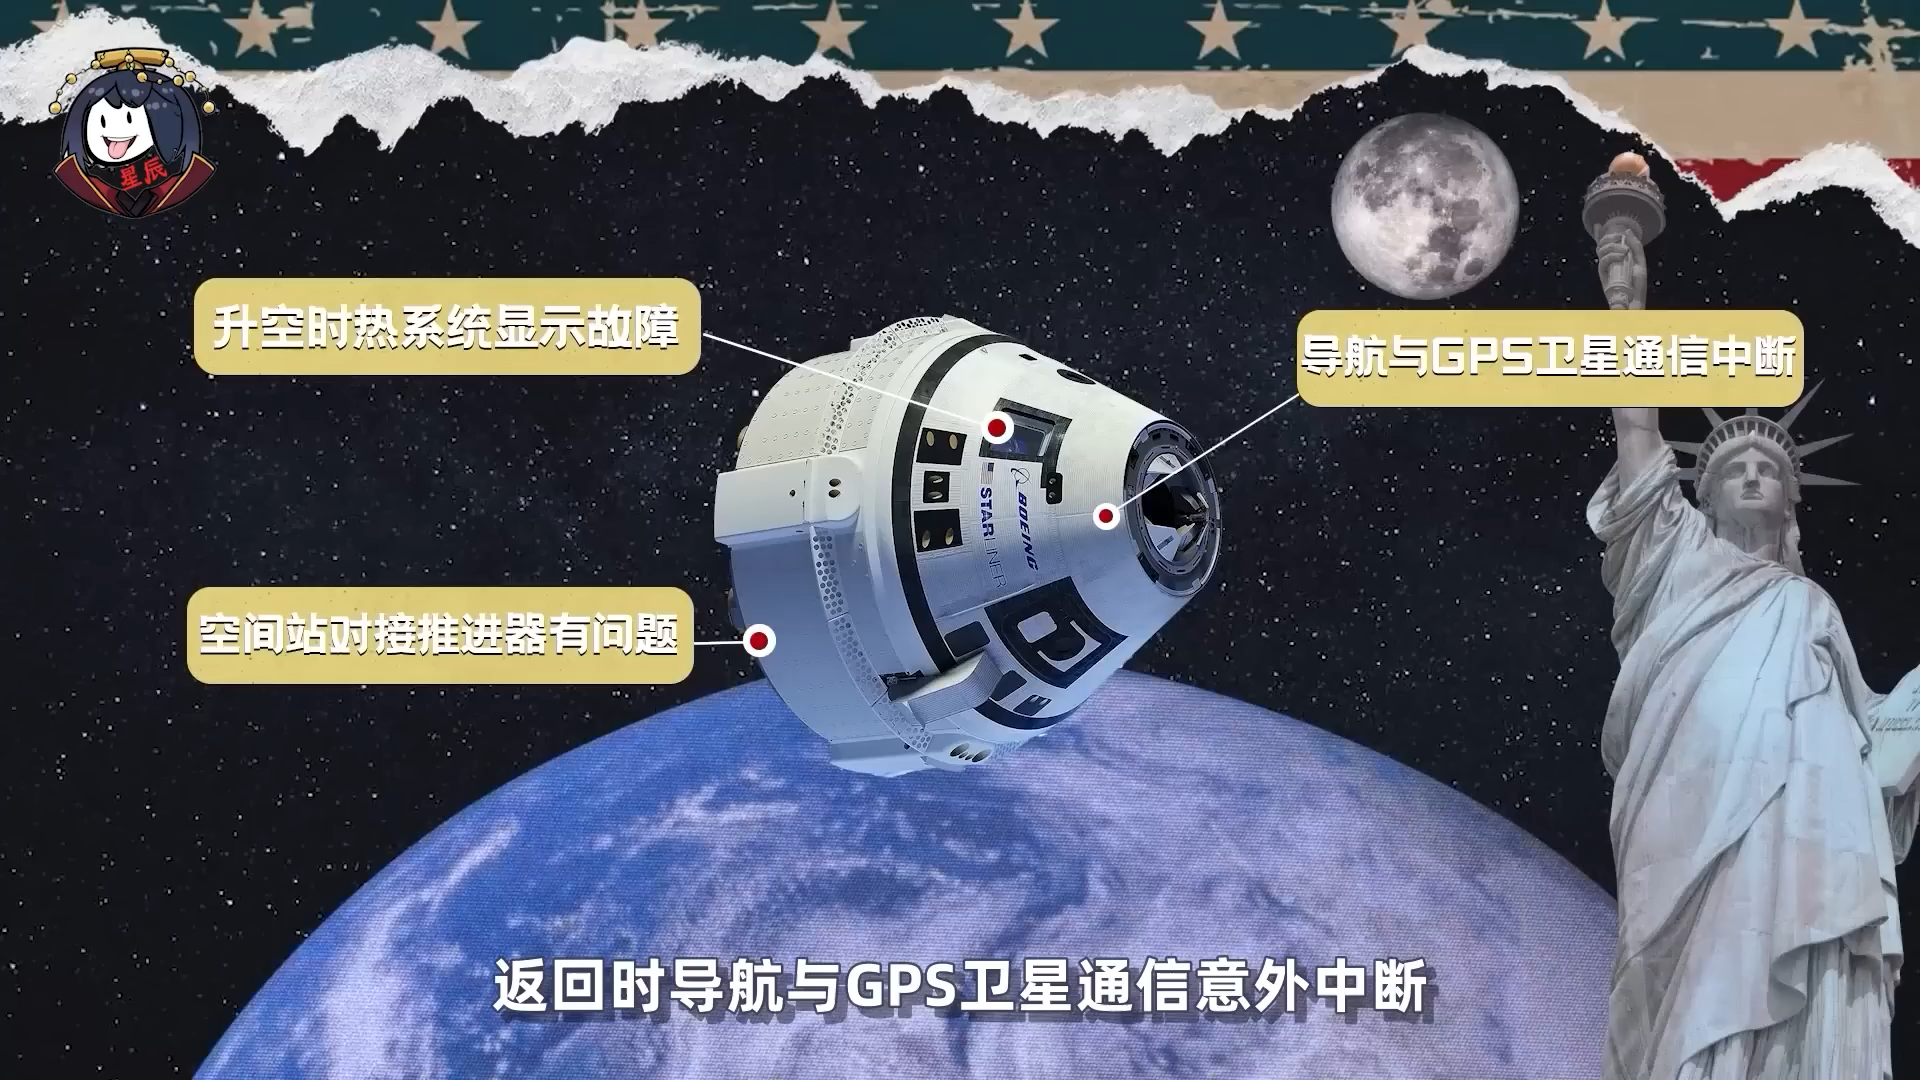 星辰
升空时热系统显示故障
导航与GPS卫星通信中断
BOEING
STARLINER
空间站对接推进器有问题
返回时导航与GPS卫星通信意外中断